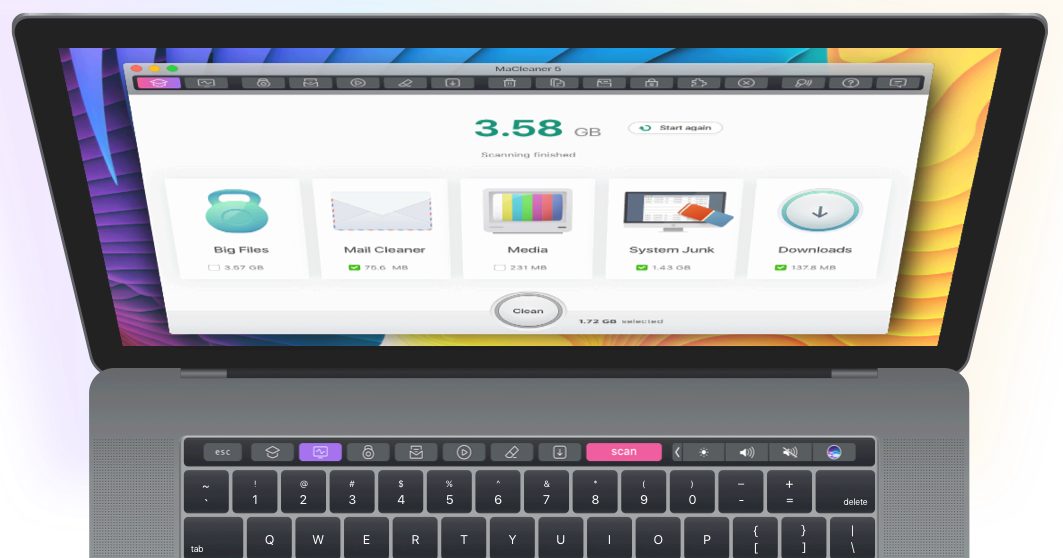 MaCleaner 5
3.58 GB
Start again
Scanning finished
Big Files
Mail Cleaner
Media
System Junk
Downloads
3.57 GB
75.6 MB
231 MB
1.43 GB
137.8 MB
Clean
1.72 GB selected
esc
scan
~ ! @ # $ % ^ & * ( ) _ +
` 1 2 3 4 5 6 7 8 9 0 - =
delete
tab
Q W E R T Y U I O P { } |
[ ] \